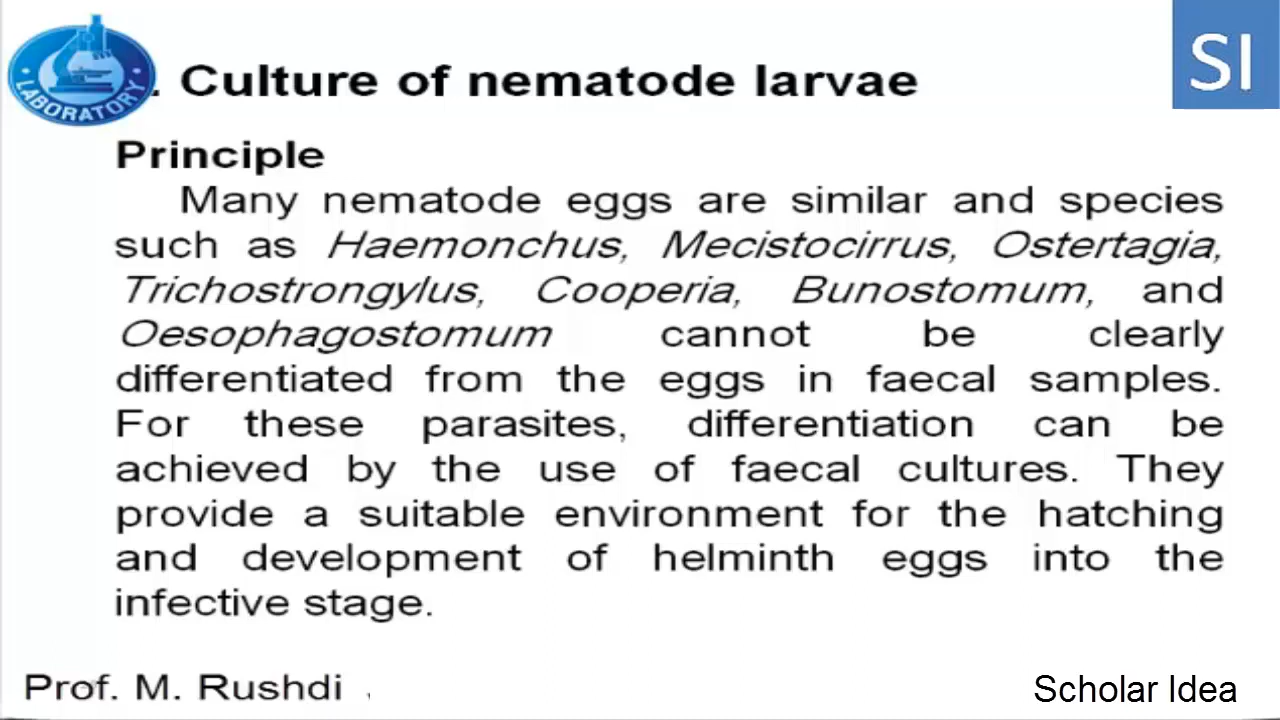 LABORATORY
SI
. Culture of nematode larvae
Principle
Many nematode eggs are similar and species
such as Haemonchus, Mecistocirrus, Ostertagia,
Trichostrongylus, Cooperia, Bunostomum, and
Oesophagostomum cannot be clearly
differentiated from the eggs in faecal samples.
For these parasites, differentiation can be
achieved by the use of faecal cultures. They
provide a suitable environment for the hatching
and development of helminth eggs into the
infective stage.
Prof. M. Rushdi
Scholar Idea